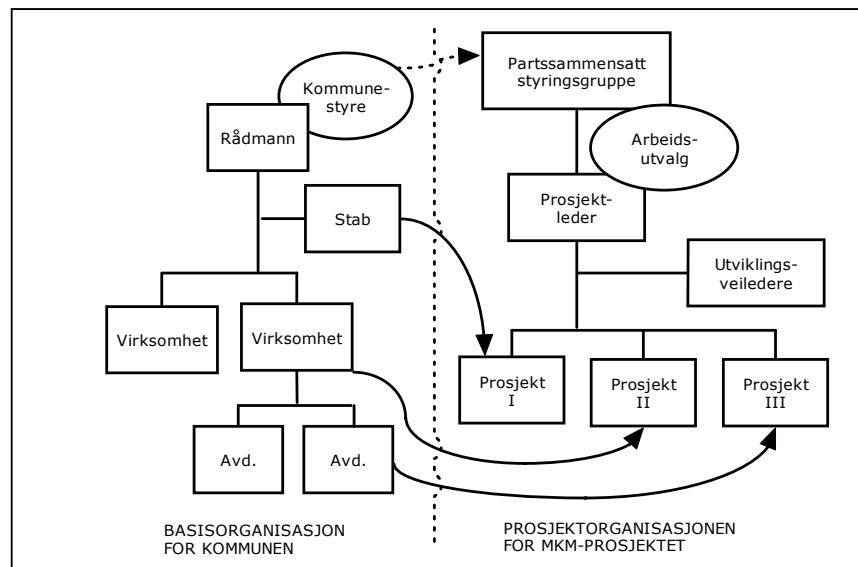 Kommune-
styre
Rådmann
Stab
Virksomhet
Virksomhet
Avd.
Avd.
BASISORGANISASJON
FOR KOMMUNEN
Partssammensatt
styringsgruppe
Arbeids-
utvalg
Prosjekt-
leder
Utviklings-
veiledere
Prosjekt
I
Prosjekt
II
Prosjekt
III
PROSJEKTORGANISASJONEN
FOR MKM-PROSJEKTET